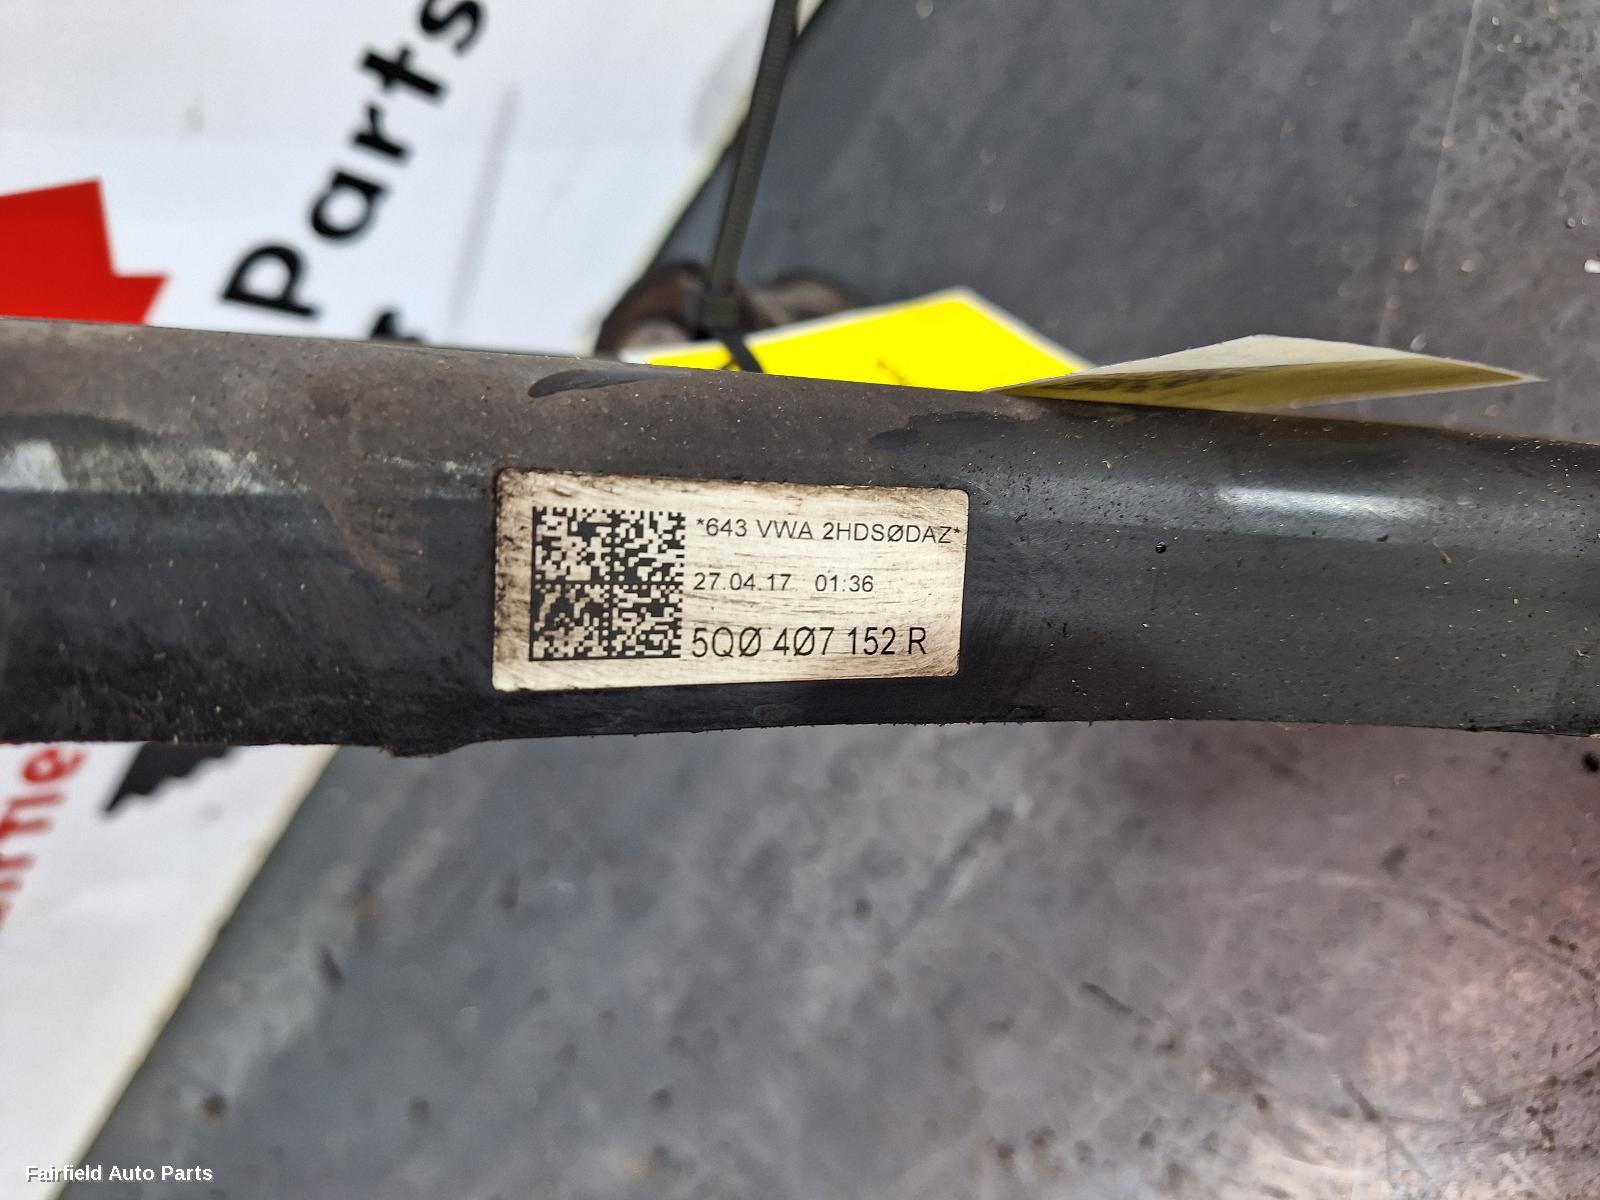 Parts
*643 VWA 2HDSØDAZ*
27.04.17 01:36
5QØ 4Ø7 152 R
Fairfield Auto Parts